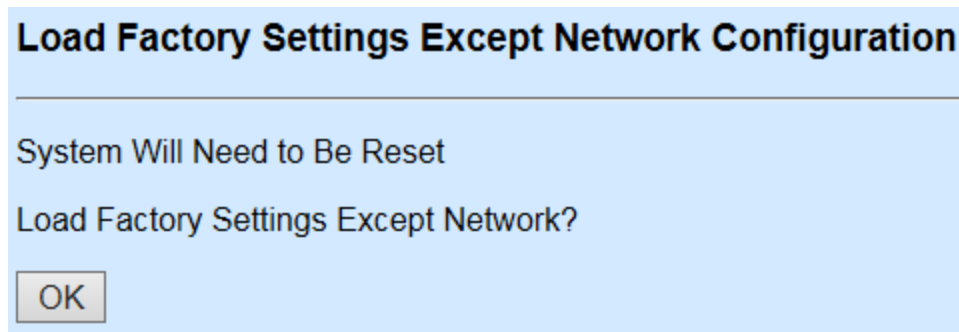 Load Factory Settings Except Network Configuration
System Will Need to Be Reset
Load Factory Settings Except Network?
OK